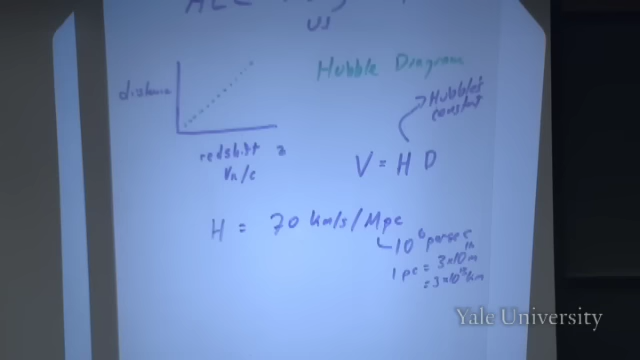 us
Hubble Diagram
distance
Hubble's constant
redshift z
V = H D
H = 70 km/s/Mpc
10⁶ parsec
1 pc = 3×10¹⁶ m
= 3×10¹³ km
Yale University